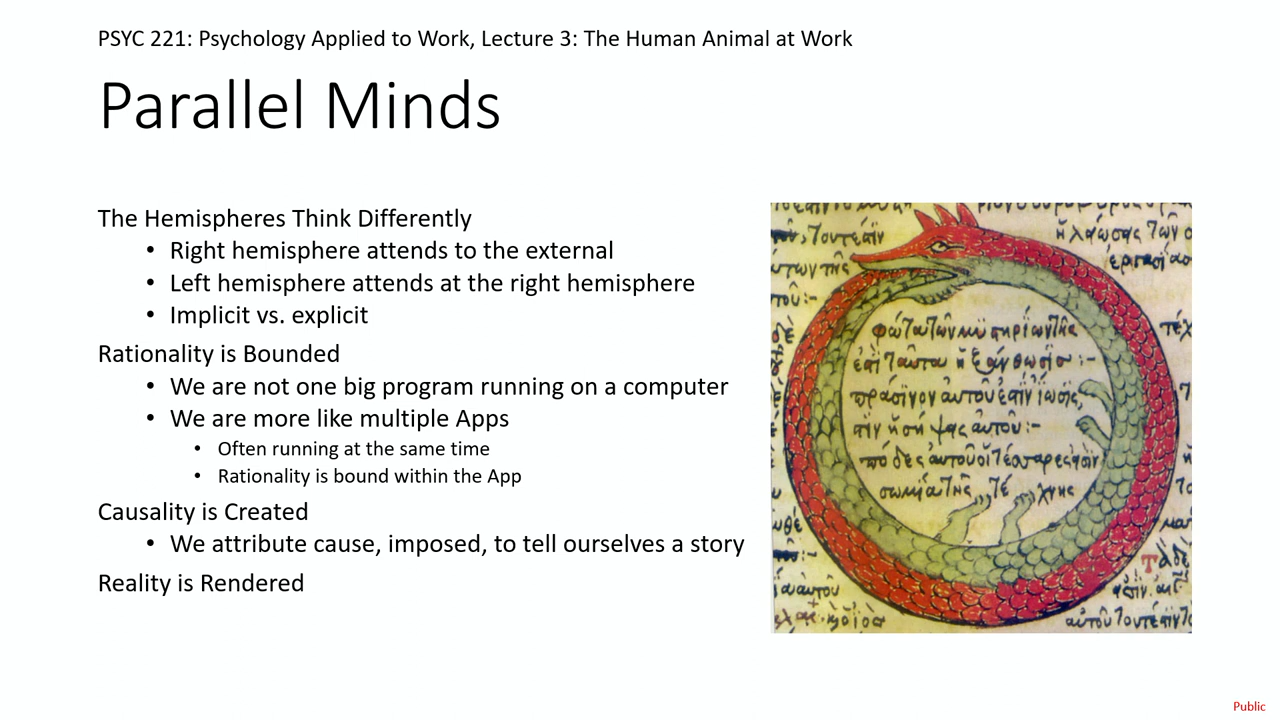 PSYC 221: Psychology Applied to Work, Lecture 3: The Human Animal at Work
Parallel Minds
The Hemispheres Think Differently
• Right hemisphere attends to the external
• Left hemisphere attends at the right hemisphere
• Implicit vs. explicit
Rationality is Bounded
• We are not one big program running on a computer
• We are more like multiple Apps
• Often running at the same time
• Rationality is bound within the App
Causality is Created
• We attribute cause, imposed, to tell ourselves a story
Reality is Rendered
Public